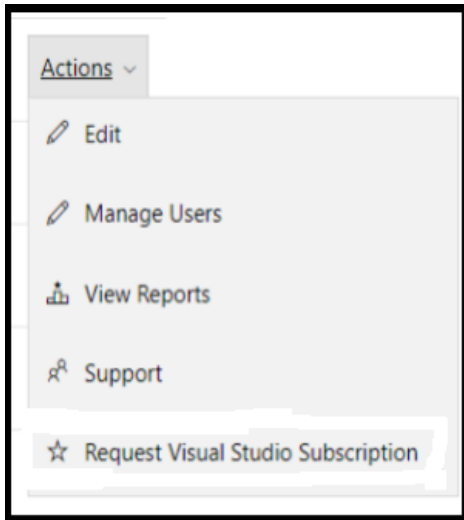 Actions
Edit
Manage Users
View Reports
Support
Request Visual Studio Subscription